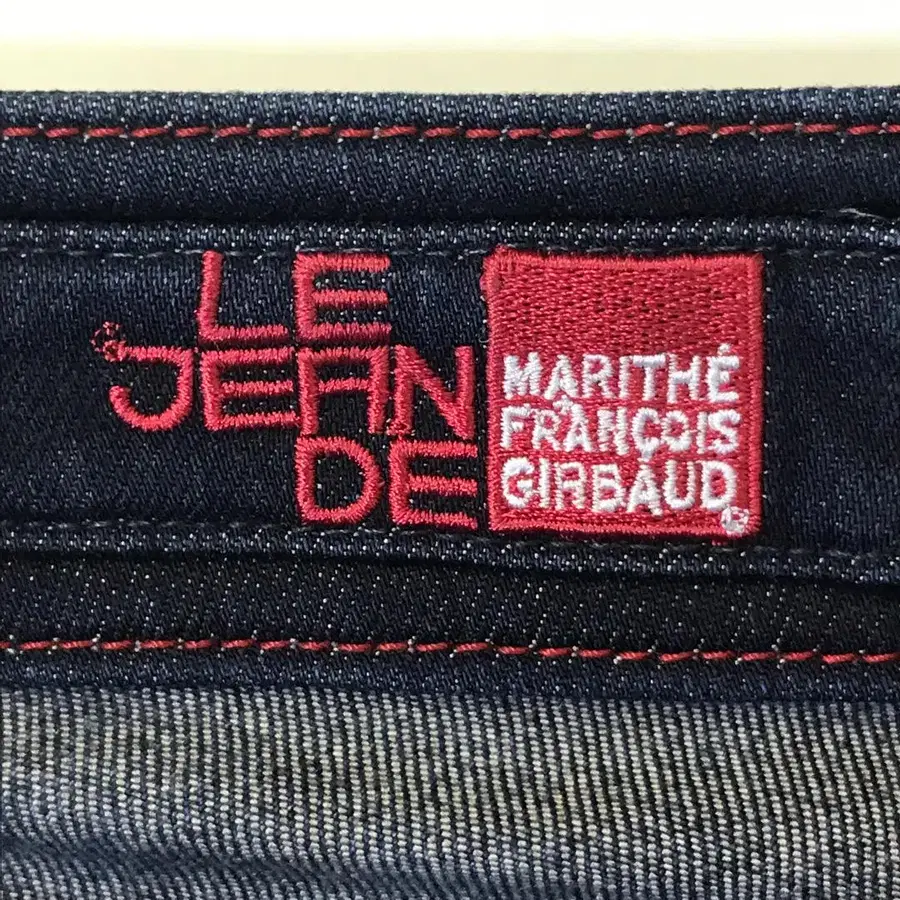 LE
JEAN
DE
MARITHÉ
FRANÇOIS
GIRBAUD